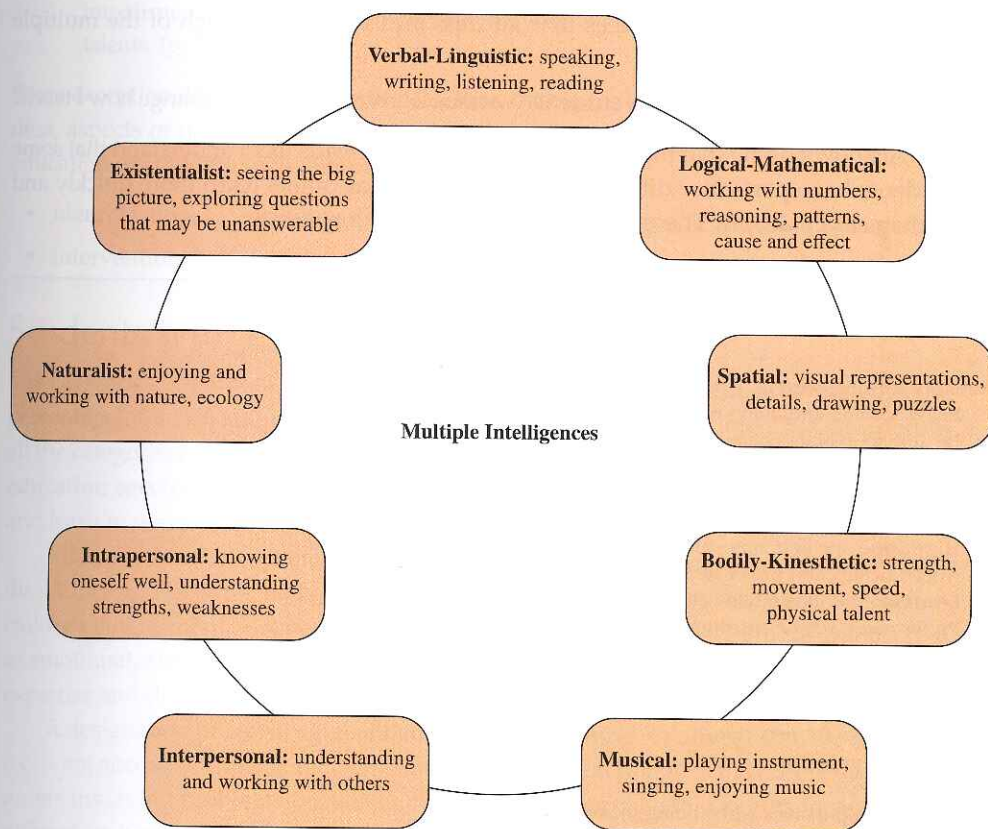 Verbal-Linguistic: speaking,
writing, listening, reading
Logical-Mathematical:
working with numbers,
reasoning, patterns,
cause and effect
Spatial: visual representations,
details, drawing, puzzles
Bodily-Kinesthetic: strength,
movement, speed,
physical talent
Musical: playing instrument,
singing, enjoying music
Interpersonal: understanding
and working with others
Intrapersonal: knowing
oneself well, understanding
strengths, weaknesses
Naturalist: enjoying and
working with nature, ecology
Existentialist: seeing the big
picture, exploring questions
that may be unanswerable
Multiple Intelligences